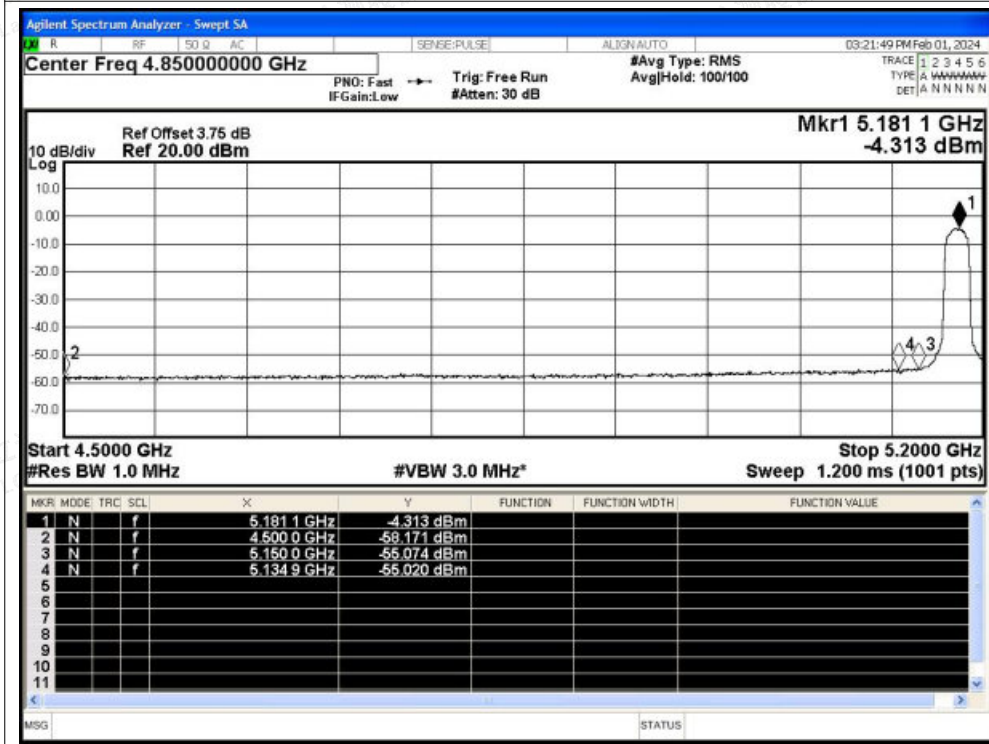 Agilent Spectrum Analyzer - Swept SA
R RF 50 Ω AC SENSE:PULSE ALIGN AUTO 03:21:49 PM Feb 01, 2024
Center Freq 4.850000000 GHz #Avg Type: RMS TRACE 1 2 3 4 5 6
PNO: Fast Trig: Free Run Avg|Hold: 100/100 TYPE A
IFGain:Low #Atten: 30 dB DET A N N N N N
Mkr1 5.181 1 GHz
Ref Offset 3.75 dB
10 dB/div Ref 20.00 dBm -4.313 dBm
Log
10.0
0.00
1
-10.0
-20.0
-30.0
-40.0
-50.0 2 4 3
-60.0
-70.0
Start 4.5000 GHz Stop 5.2000 GHz
#Res BW 1.0 MHz #VBW 3.0 MHz* Sweep 1.200 ms (1001 pts)
MKR MODE TRC SCL X Y FUNCTION FUNCTION WIDTH FUNCTION VALUE
1 N f 5.181 1 GHz -4.313 dBm
2 N f 4.500 0 GHz -58.171 dBm
3 N f 5.150 0 GHz -55.074 dBm
4 N f 5.134 9 GHz -55.020 dBm
5
6
7
8
9
10
11
MSG STATUS